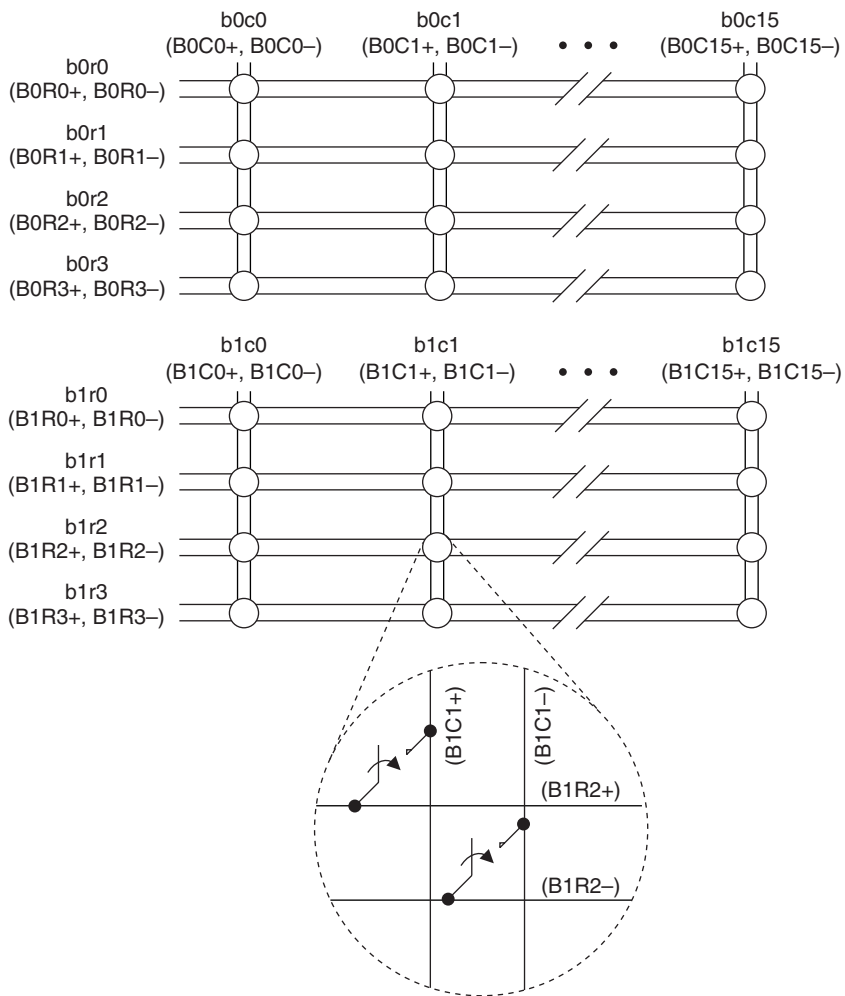 b0c0 b0c1 b0c15
(B0C0+, B0C0–) (B0C1+, B0C1–) • • • (B0C15+, B0C15–)
b0r0
(B0R0+, B0R0–)
b0r1
(B0R1+, B0R1–)
b0r2
(B0R2+, B0R2–)
b0r3
(B0R3+, B0R3–)
b1c0 b1c1 b1c15
(B1C0+, B1C0–) (B1C1+, B1C1–) • • • (B1C15+, B1C15–)
b1r0
(B1R0+, B1R0–)
b1r1
(B1R1+, B1R1–)
b1r2
(B1R2+, B1R2–)
b1r3
(B1R3+, B1R3–)
(B1C1+)
(B1C1–)
(B1R2+)
(B1R2–)